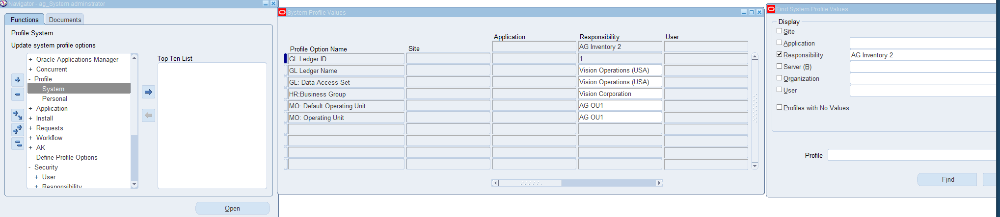 Navigator - ag_System adminstrator
Functions
Documents
Profile:System
Update system profile options
+ Oracle Applications Manager
+ Concurrent
- Profile
System
Personal
+ Application
+ Install
+ Requests
+ Workflow
+ AK
Define Profile Options
- Security
+ User
+ Responsibility
Top Ten List
Open
System Profile Values
Application
Responsibility
User
Profile Option Name
Site
AG Inventory 2
GL Ledger ID
1
GL Ledger Name
Vision Operations (USA)
GL: Data Access Set
Vision Operations (USA)
HR:Business Group
Vision Corporation
MO: Default Operating Unit
AG OU1
MO: Operating Unit
AG OU1
Find System Profile Values
Display
Site
Application
Responsibility
AG Inventory 2
Server (B)
Organization
User
Profiles with No Values
Profile
Find